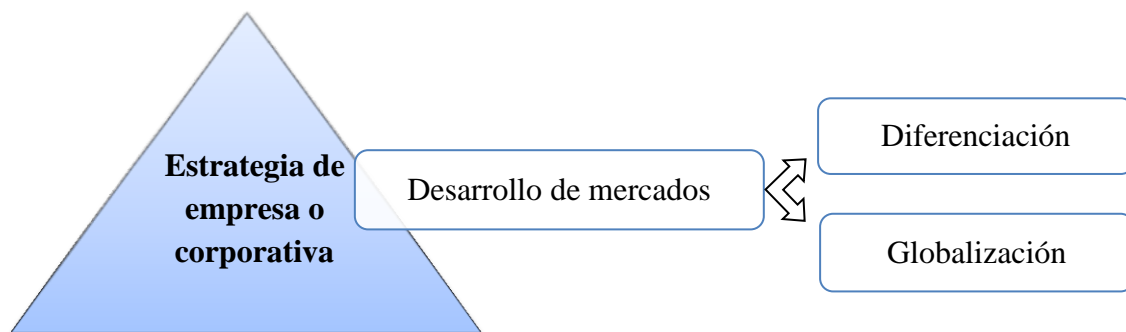 Estrategia de
empresa o
corporativa
Desarrollo de mercados
Diferenciación
Globalización